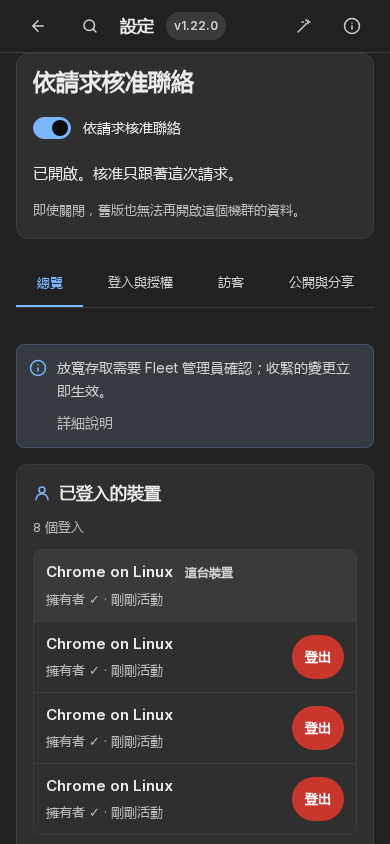 設定 v1.22.0
依請求核准聯絡
依請求核准聯絡
已開啟。核准只跟著這次請求。
即使關閉，舊版也無法再開啟這個機群的資料。
總覽 登入與授權 訪客 公開與分享
放寬存取需要 Fleet 管理員確認；收緊的變更立
即生效。
詳細說明
已登入的裝置
8 個登入
Chrome on Linux 這台裝置
擁有者 ✓ · 剛剛活動
Chrome on Linux
擁有者 ✓ · 剛剛活動
登出
Chrome on Linux
擁有者 ✓ · 剛剛活動
登出
Chrome on Linux
擁有者 ✓ · 剛剛活動
登出